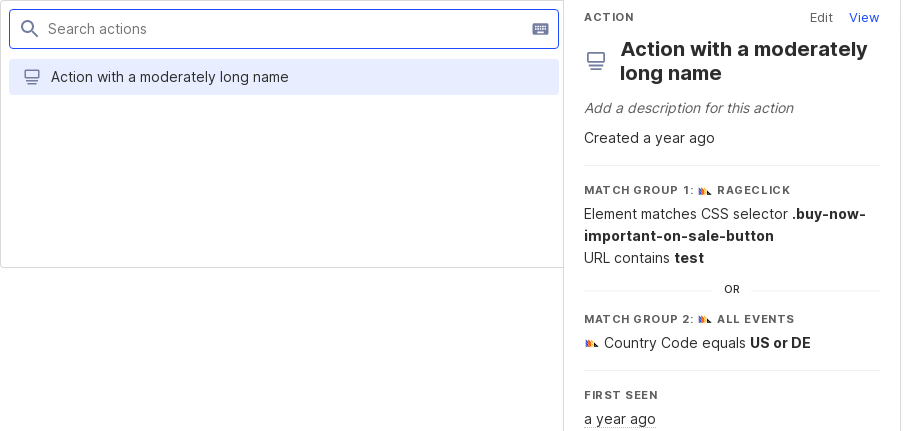 Search actions
Action with a moderately long name
ACTION
Edit
View
Action with a moderately
long name
Add a description for this action
Created a year ago
MATCH GROUP 1: RAGECLICK
Element matches CSS selector .buy-now-
important-on-sale-button
URL contains test
OR
MATCH GROUP 2: ALL EVENTS
Country Code equals US or DE
FIRST SEEN
a year ago